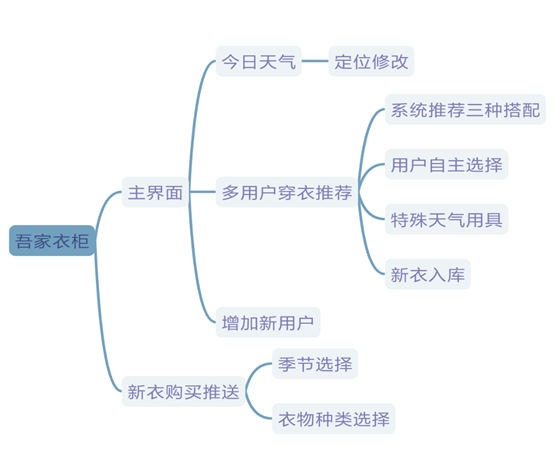 今日天气
定位修改
系统推荐三种搭配
用户自主选择
主界面
多用户穿衣推荐
特殊天气用具
吾家衣柜
新衣入库
增加新用户
季节选择
新衣购买推送
衣物种类选择